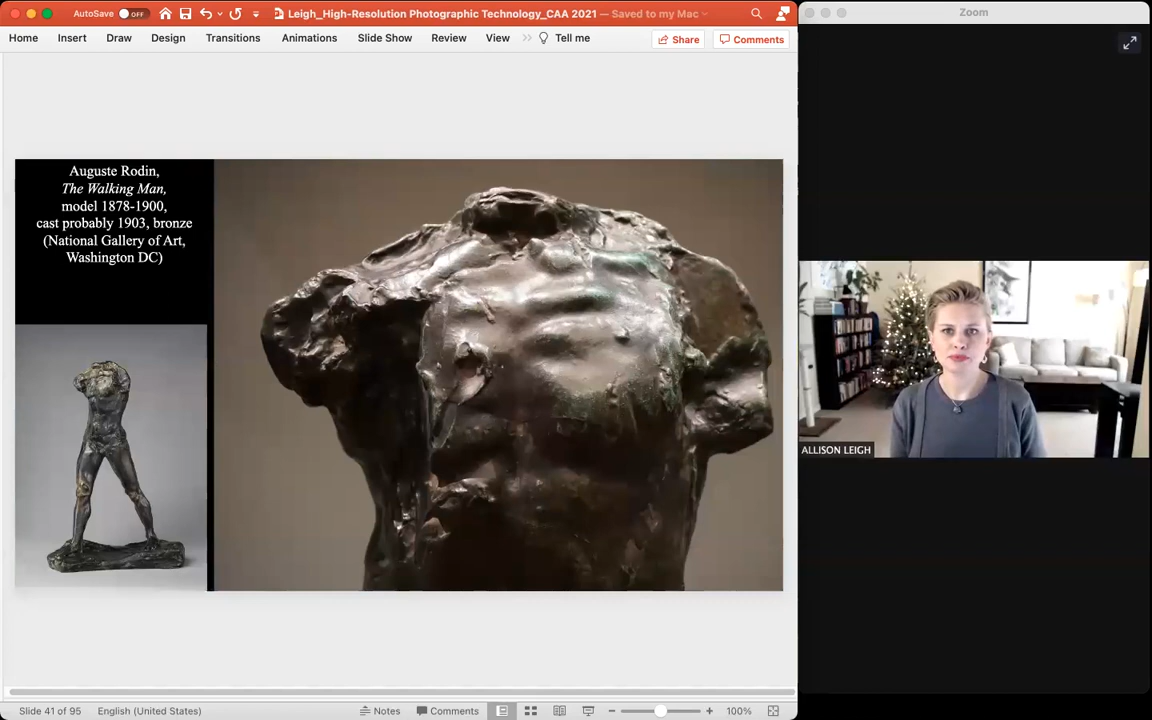 AutoSave OFF
Leigh_High-Resolution Photographic Technology_CAA 2021 — Saved to my Mac
Home Insert Draw Design Transitions Animations Slide Show Review View Tell me Share Comments
Auguste Rodin,
The Walking Man,
model 1878-1900,
cast probably 1903, bronze
(National Gallery of Art,
Washington DC)
Slide 41 of 95 English (United States) Notes Comments 100%
Zoom
ALLISON LEIGH